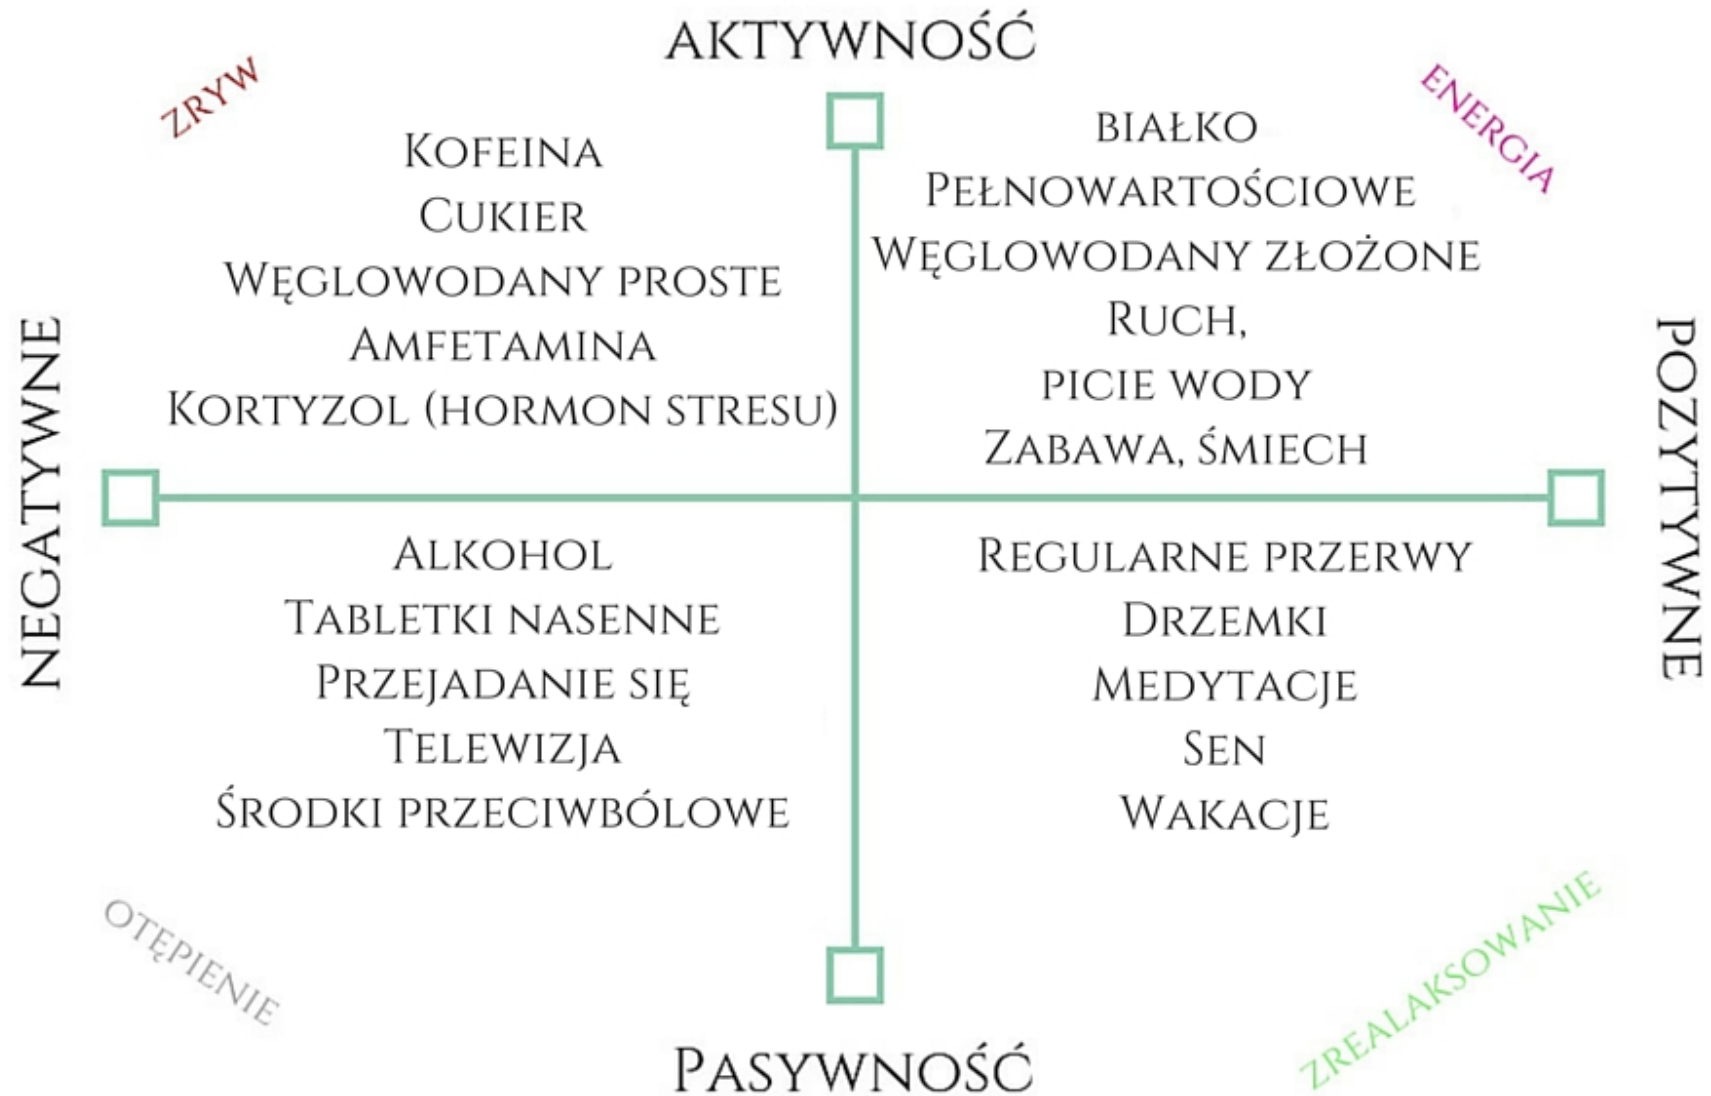 AKTYWNOŚĆ
ZRYW
ENERGIA
KOFEINA
CUKIER
WĘGLOWODANY PROSTE
AMFETAMINA
KORTYZOL (HORMON STRESU)
BIAŁKO
PEŁNOWARTOŚCIOWE
WĘGLOWODANY ZŁOŻONE
RUCH,
PICIE WODY
ZABAWA, ŚMIECH
NEGATYWNE
POZYTYWNE
ALKOHOL
TABLETKI NASENNE
PRZEJADANIE SIĘ
TELEWIZJA
ŚRODKI PRZECIWBÓLOWE
REGULARNE PRZERWY
DRZEMKI
MEDYTACJE
SEN
WAKACJE
OTĘPIENIE
ZREALAKSOWANIE
PASYWNOŚĆ